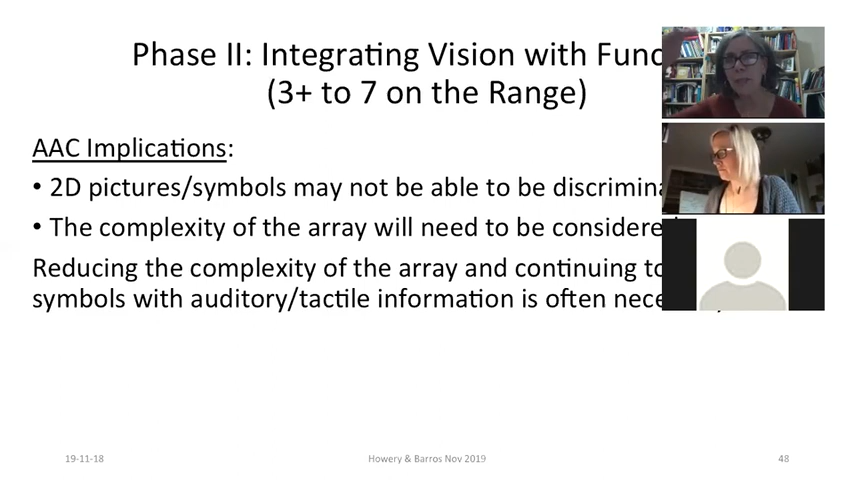 Phase II: Integrating Vision with Func
(3+ to 7 on the Range)
AAC Implications:
• 2D pictures/symbols may not be able to be discrimina
• The complexity of the array will need to be considere
Reducing the complexity of the array and continuing to
symbols with auditory/tactile information is often nece
19-11-18
Howery & Barros Nov 2019
48